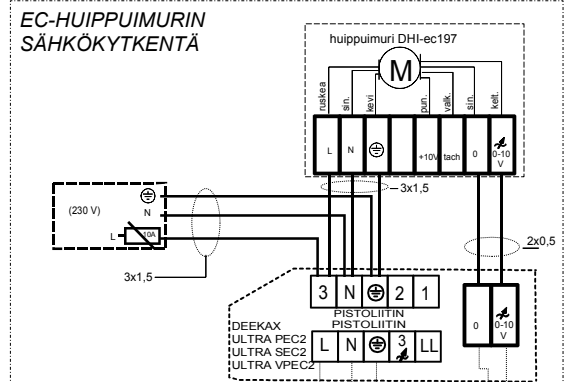 EC-HUIPPUIMURIN
SÄHKÖKYTKENTÄ
huippuimuri DHI-ec197
M
ruskea
sin.
kevi
pun.
valk.
sin.
kelt.
L
N
+10V
tach
0
0-10
V
3x1,5
(230 V)
N
L
10A
2x0,5
3x1,5
3
N
2
1
PISTOLIITIN
PISTOLIITIN
DEEKAX
ULTRA PEC2
ULTRA SEC2
ULTRA VPEC2
L
N
3
LL
0
0-10
V